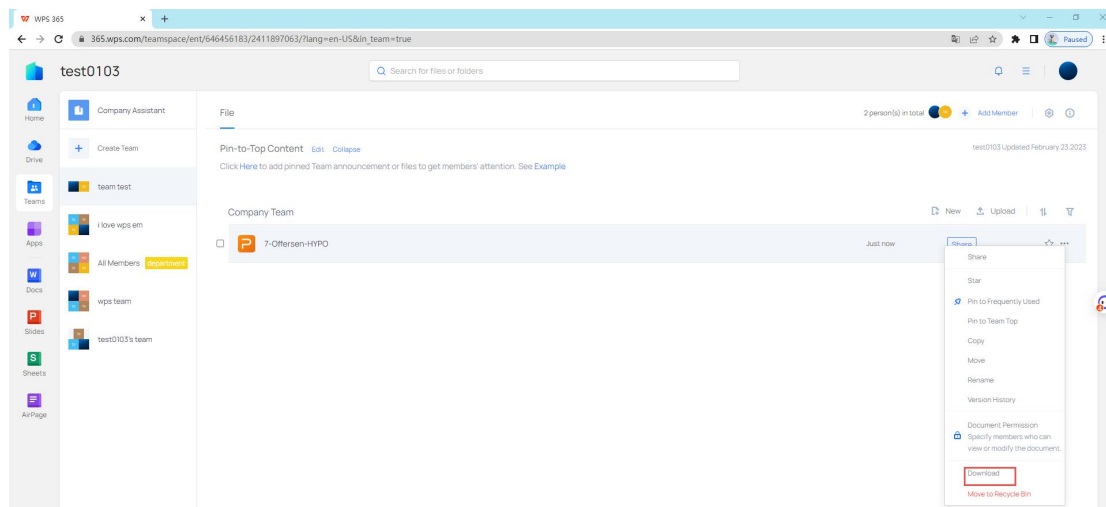 WPS 365
365.wps.com/teamspace/ent/646456183/2411897063/?lang=en-US&in_team=true
Paused
test0103
Search for files or folders
Home
Drive
Teams
Apps
Docs
Slides
Sheets
AirPage
Company Assistant
Create Team
team test
i love wps em
All Members department
wps team
test0103's team
File
2 person(s) in total
Add Member
Pin-to-Top Content Edit Collapse
test0103 Updated February 23 2023
Click Here to add pinned Team announcement or files to get members' attention. See Example
Company Team
New Upload
7-Offersen-HYPO
Just now
Share
Share
Star
Pin to Frequently Used
Pin to Team Top
Copy
Move
Rename
Version History
Document Permission
Specify members who can
view or modify the document.
Download
Move to Recycle Bin